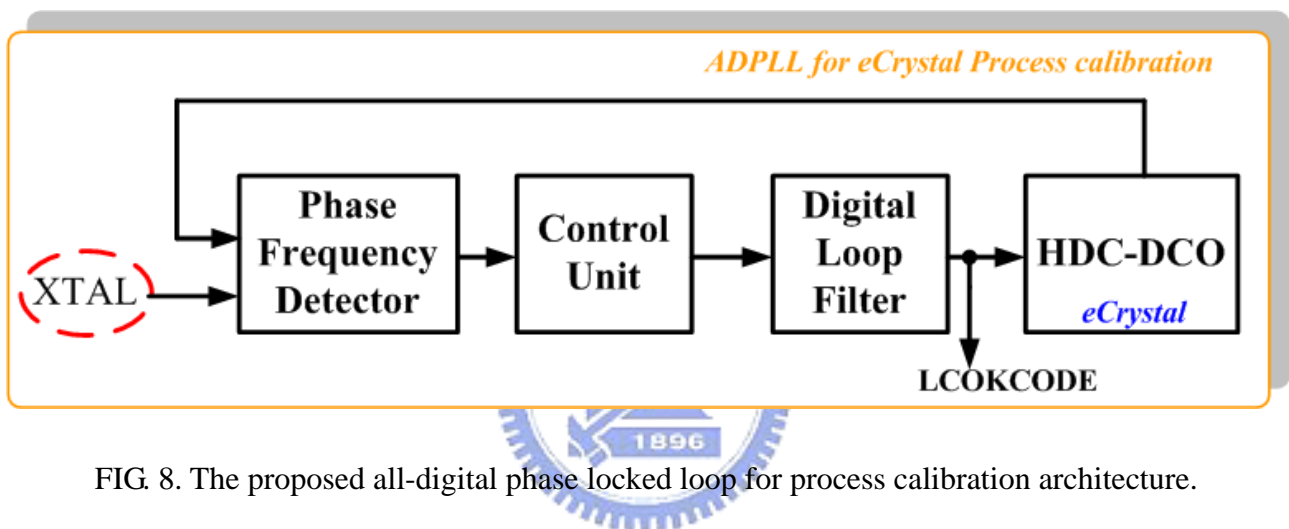 ADPLL for eCrystal Process calibration
XTAL
Phase
Frequency
Detector
Control
Unit
Digital
Loop
Filter
HDC-DCO
eCrystal
LCOKCODE
1896
FIG. 8. The proposed all-digital phase locked loop for process calibration architecture.